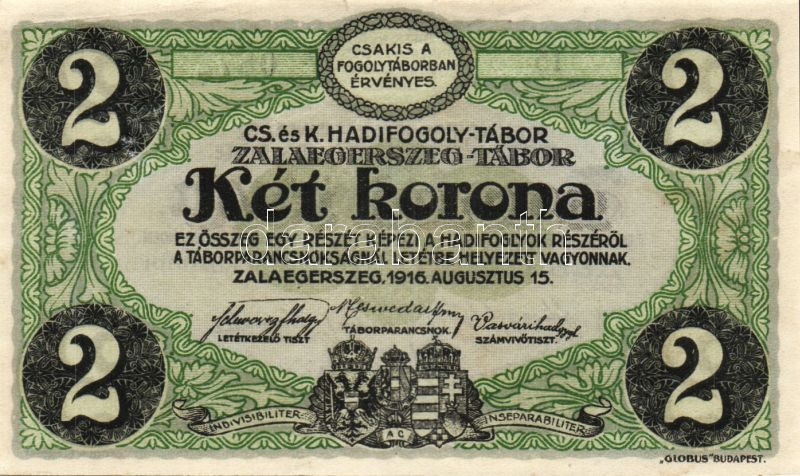 2 2
CSAKIS A
FOGOLYTÁBORBAN
ÉRVÉNYES.
CS. és K. HADIFOGOLY-TÁBOR
ZALAEGERSZEG-TÁBOR
Két korona
EZ ÖSSZEG EGY RÉSZÉT KÉPEZI A HADIFOGLYOK RÉSZÉRŐL
A TÁBORPARANCSNOKSÁGNÁL LETÉTBE HELYEZETT VAGYONNAK.
ZALAEGERSZEG, 1916. AUGUSZTUS 15.
LETÉTKEZELŐ TISZT
TÁBORPARANCSNOK.
SZÁMVIVŐTISZT.
2 2
INDIVISIBILITER AC INSEPARABILITER
„GLOBUS" BUDAPEST.
darabanth